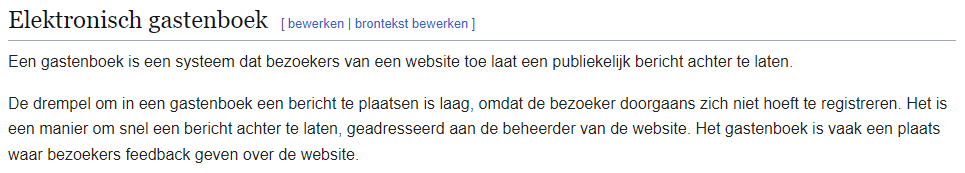 Elektronisch gastenboek [ bewerken | brontekst bewerken ]
Een gastenboek is een systeem dat bezoekers van een website toe laat een publiekelijk bericht achter te laten.
De drempel om in een gastenboek een bericht te plaatsen is laag, omdat de bezoeker doorgaans zich niet hoeft te registreren. Het is
een manier om snel een bericht achter te laten, geadresseerd aan de beheerder van de website. Het gastenboek is vaak een plaats
waar bezoekers feedback geven over de website.